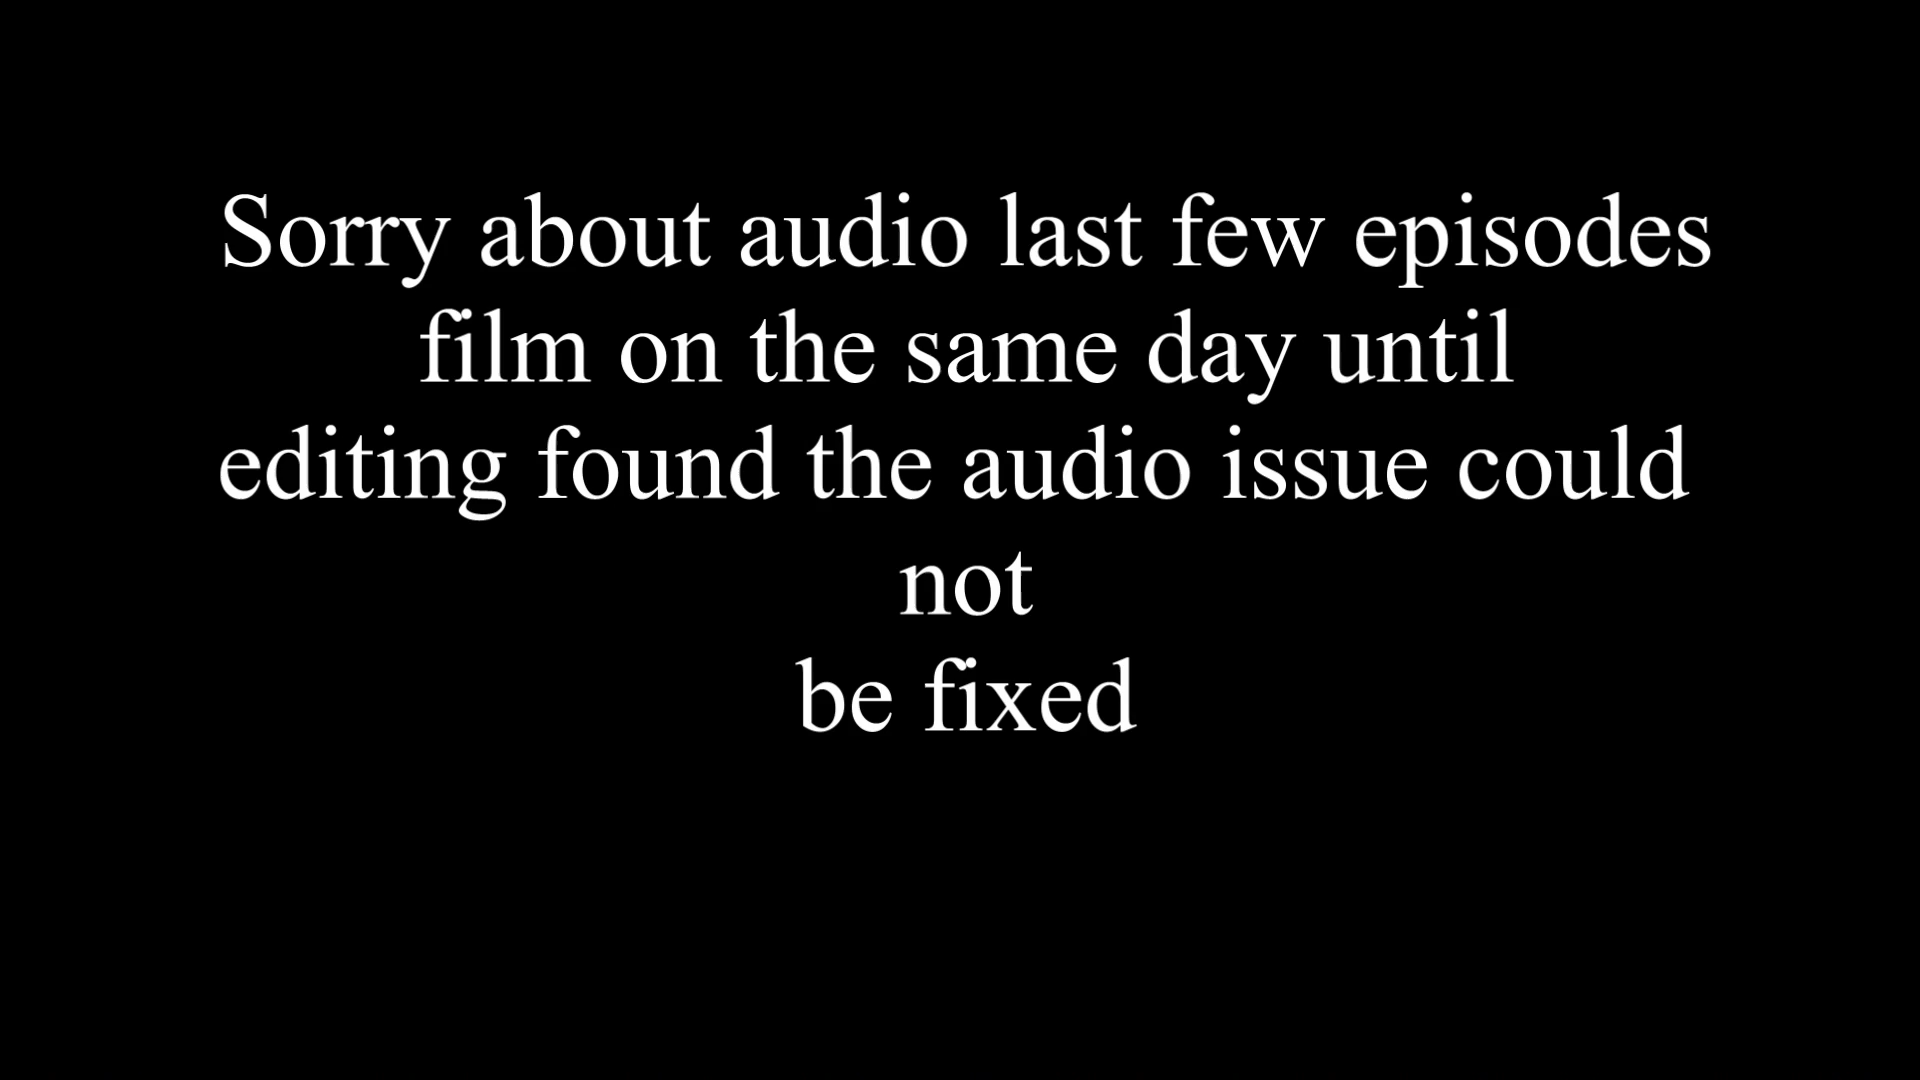 Sorry about audio last few episodes
film on the same day until
editing found the audio issue could
not
be fixed